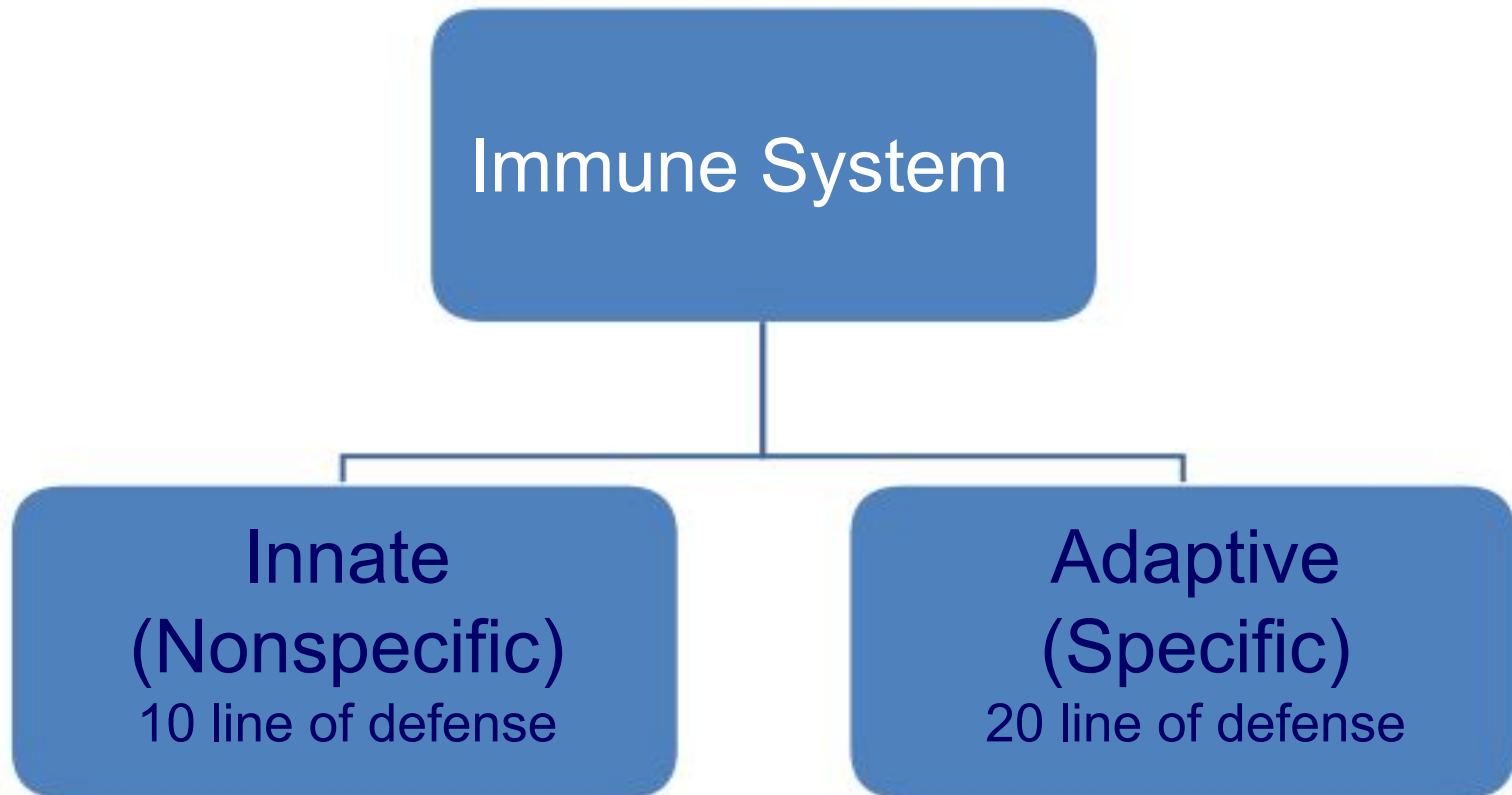 Immune System
Innate
(Nonspecific)
10 line of defense
Adaptive
(Specific)
20 line of defense